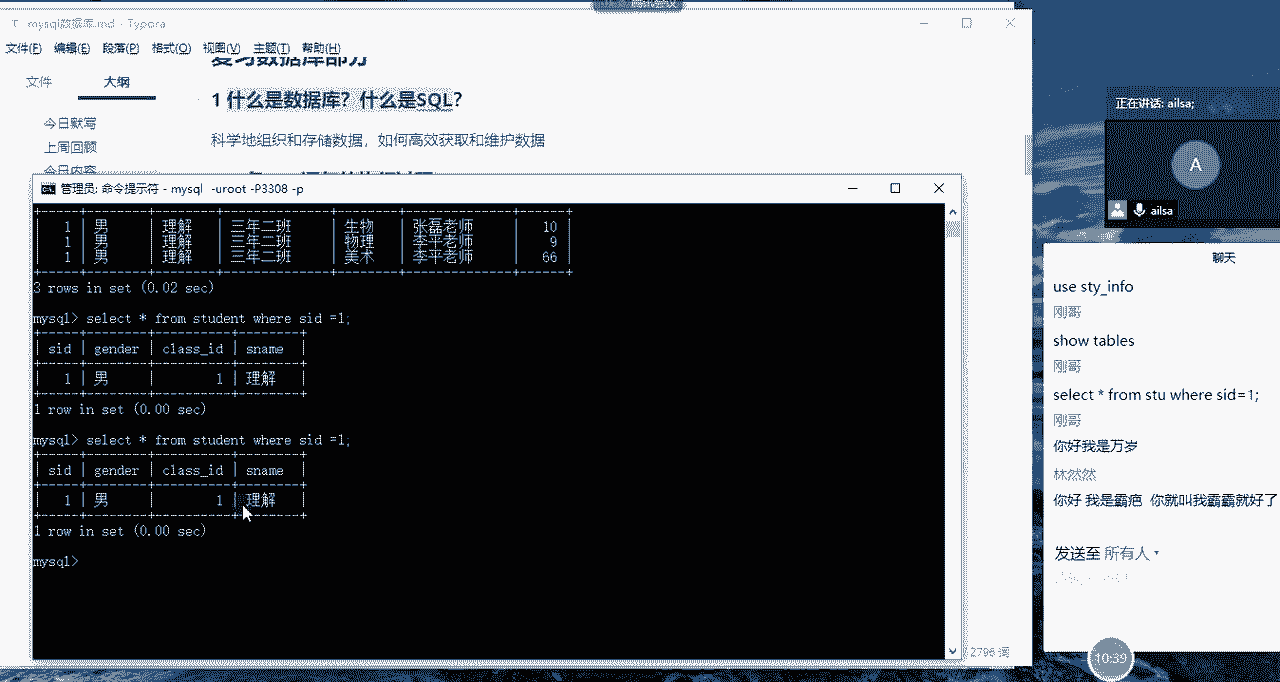 mysql数据库.md - Typora
文件(F) 编辑(E) 段落(P) 格式(O) 视图(V) 主题(T) 帮助(H)
文件 大纲
复习数据库部分
1 什么是数据库？什么是SQL？
科学地组织和存储数据，如何高效获取和维护数据
今日默写
上周回顾
今日内容
管理员: 命令提示符 - mysql -uroot -P3308 -p
| 1 | 男 | 理解 | 三年二班 | 生物 | 张磊老师 | 10 |
| 1 | 男 | 理解 | 三年二班 | 物理 | 李平老师 | 9 |
| 1 | 男 | 理解 | 三年二班 | 美术 | 李平老师 | 66 |
3 rows in set (0.02 sec)
mysql> select * from student where sid =1;
| sid | gender | class_id | sname |
| 1 | 男 | 1 | 理解 |
1 row in set (0.00 sec)
mysql> select * from student where sid =1;
| sid | gender | class_id | sname |
| 1 | 男 | 1 | 理解 |
1 row in set (0.00 sec)
mysql>
2796 词
正在讲话: ailsa;
A
ailsa
聊天
use sty_info
刚哥
show tables
刚哥
select * from stu where sid=1;
刚哥
你好我是万岁
林然然
你好 我是霸疤 你就叫我霸霸就好了
发送至 所有人
10:39